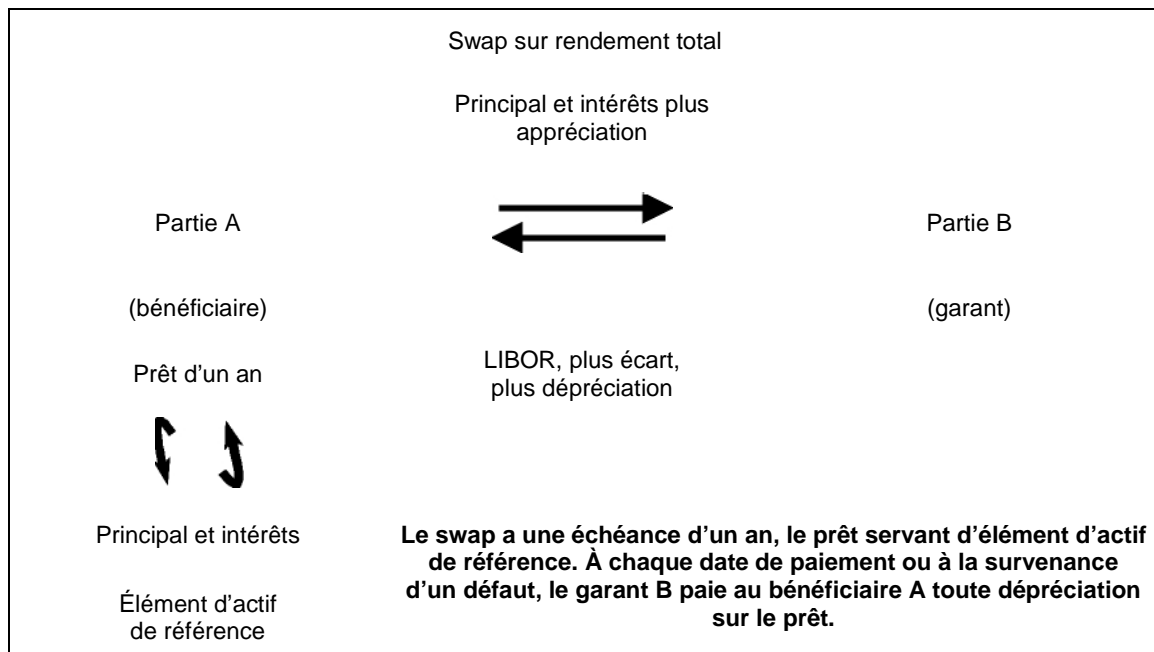 Swap sur rendement total
Principal et intérêts plus
appréciation
Partie A
Partie B
(bénéficiaire)
(garant)
Prêt d’un an
LIBOR, plus écart,
plus dépréciation
Principal et intérêts
Élément d’actif
de référence
Le swap a une échéance d’un an, le prêt servant d’élément d’actif
de référence. À chaque date de paiement ou à la survenance
d’un défaut, le garant B paie au bénéficiaire A toute dépréciation
sur le prêt.